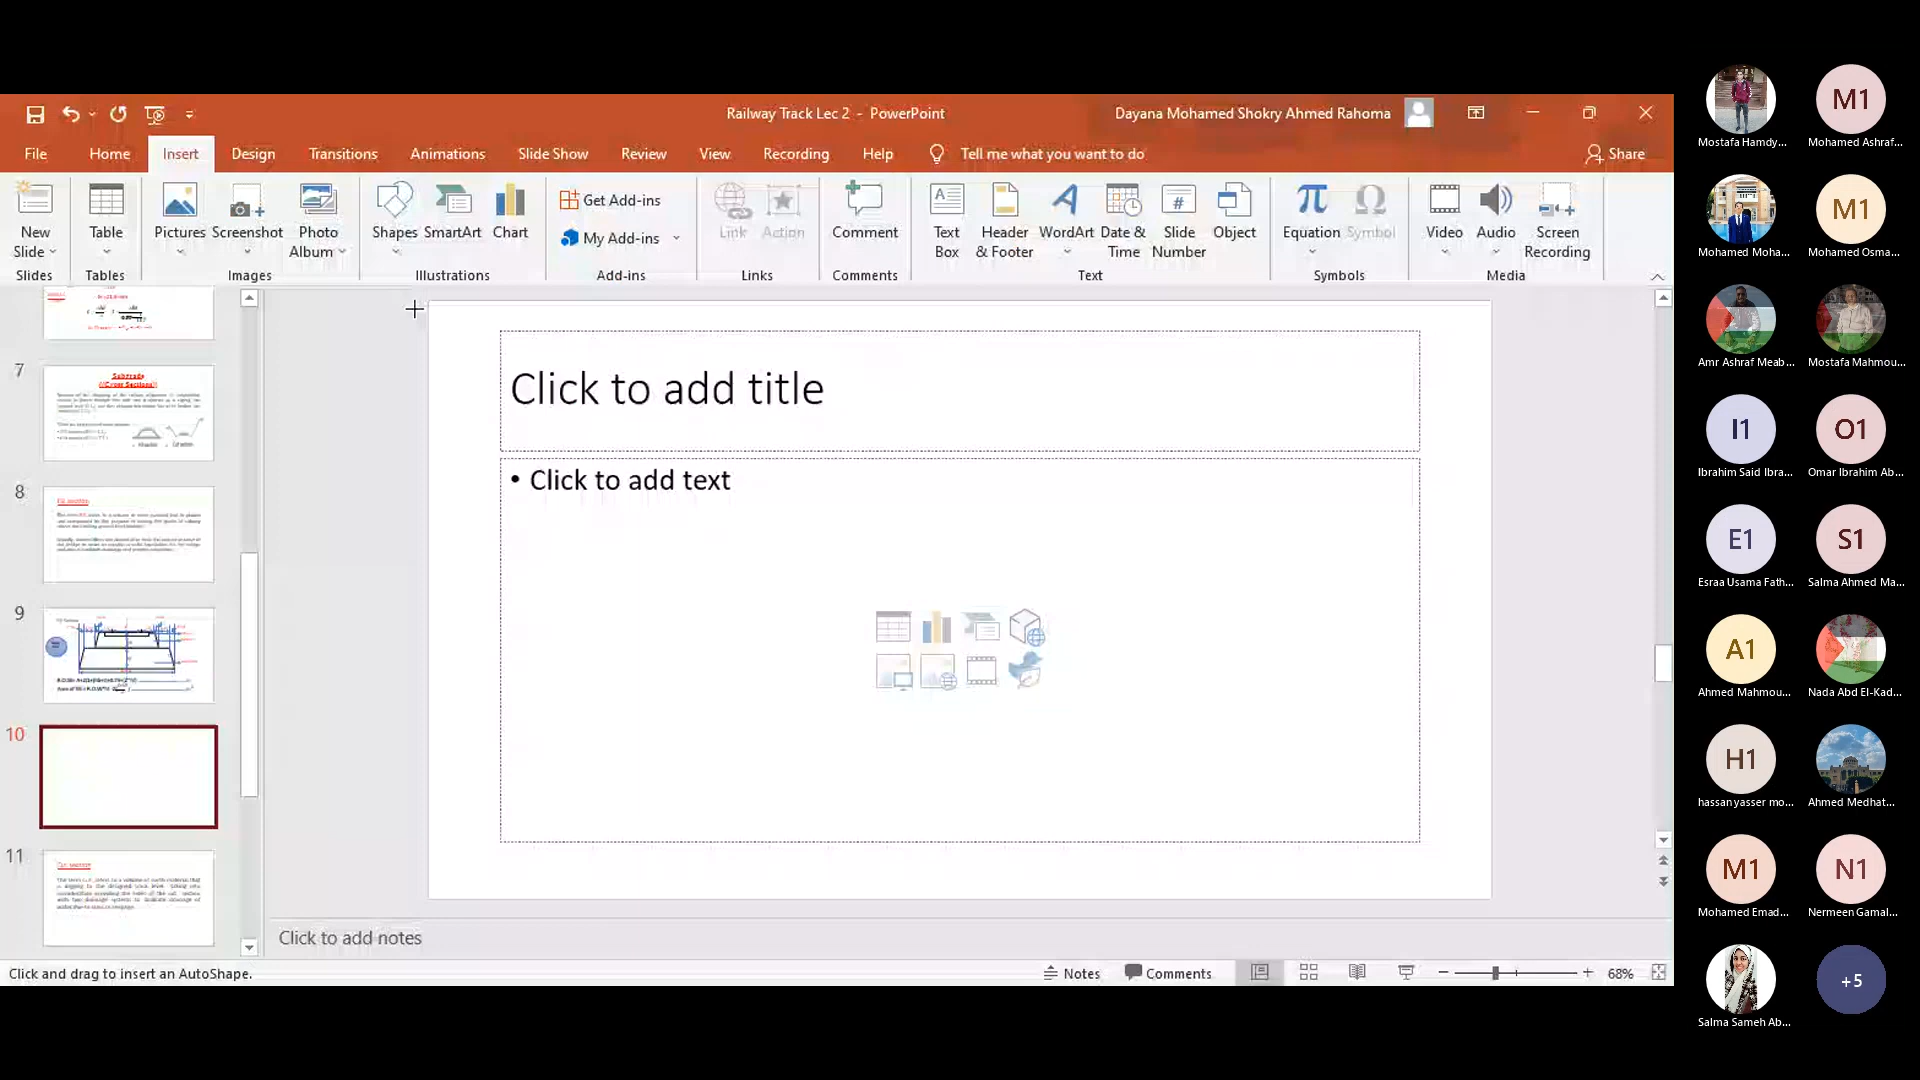 Railway Track Lec 2 - PowerPoint
Dayana Mohamed Shokry Ahmed Rahoma
File Home Insert Design Transitions Animations Slide Show Review View Recording Help Tell me what you want to do Share
New Slide
Table
Pictures
Screenshot
Photo Album
Shapes
SmartArt
Chart
Get Add-ins
My Add-ins
Link
Action
Comment
Text Box
Header & Footer
WordArt
Date & Time
Slide Number
Object
Equation
Symbol
Video
Audio
Screen Recording
Slides Tables Images Illustrations Add-ins Links Comments Text Symbols Media
7
Subgrade
((Cross Sections))
8
9
10
11
Click to add title
• Click to add text
Click to add notes
Click and drag to insert an AutoShape.
Notes Comments 68%
Mostafa Hamdy...
M1
Mohamed Ashraf...
Mohamed Moha...
M1
Mohamed Osma...
Amr Ashraf Meab...
Mostafa Mahmou...
I1
Ibrahim Said Ibra...
O1
Omar Ibrahim Ab...
E1
Esraa Usama Fath...
S1
Salma Ahmed Ma...
A1
Ahmed Mahmou...
Nada Abd El-Kad...
H1
hassan yasser mo...
Ahmed Medhat...
M1
Mohamed Emad...
N1
Nermeen Gamal...
Salma Sameh Ab...
+5